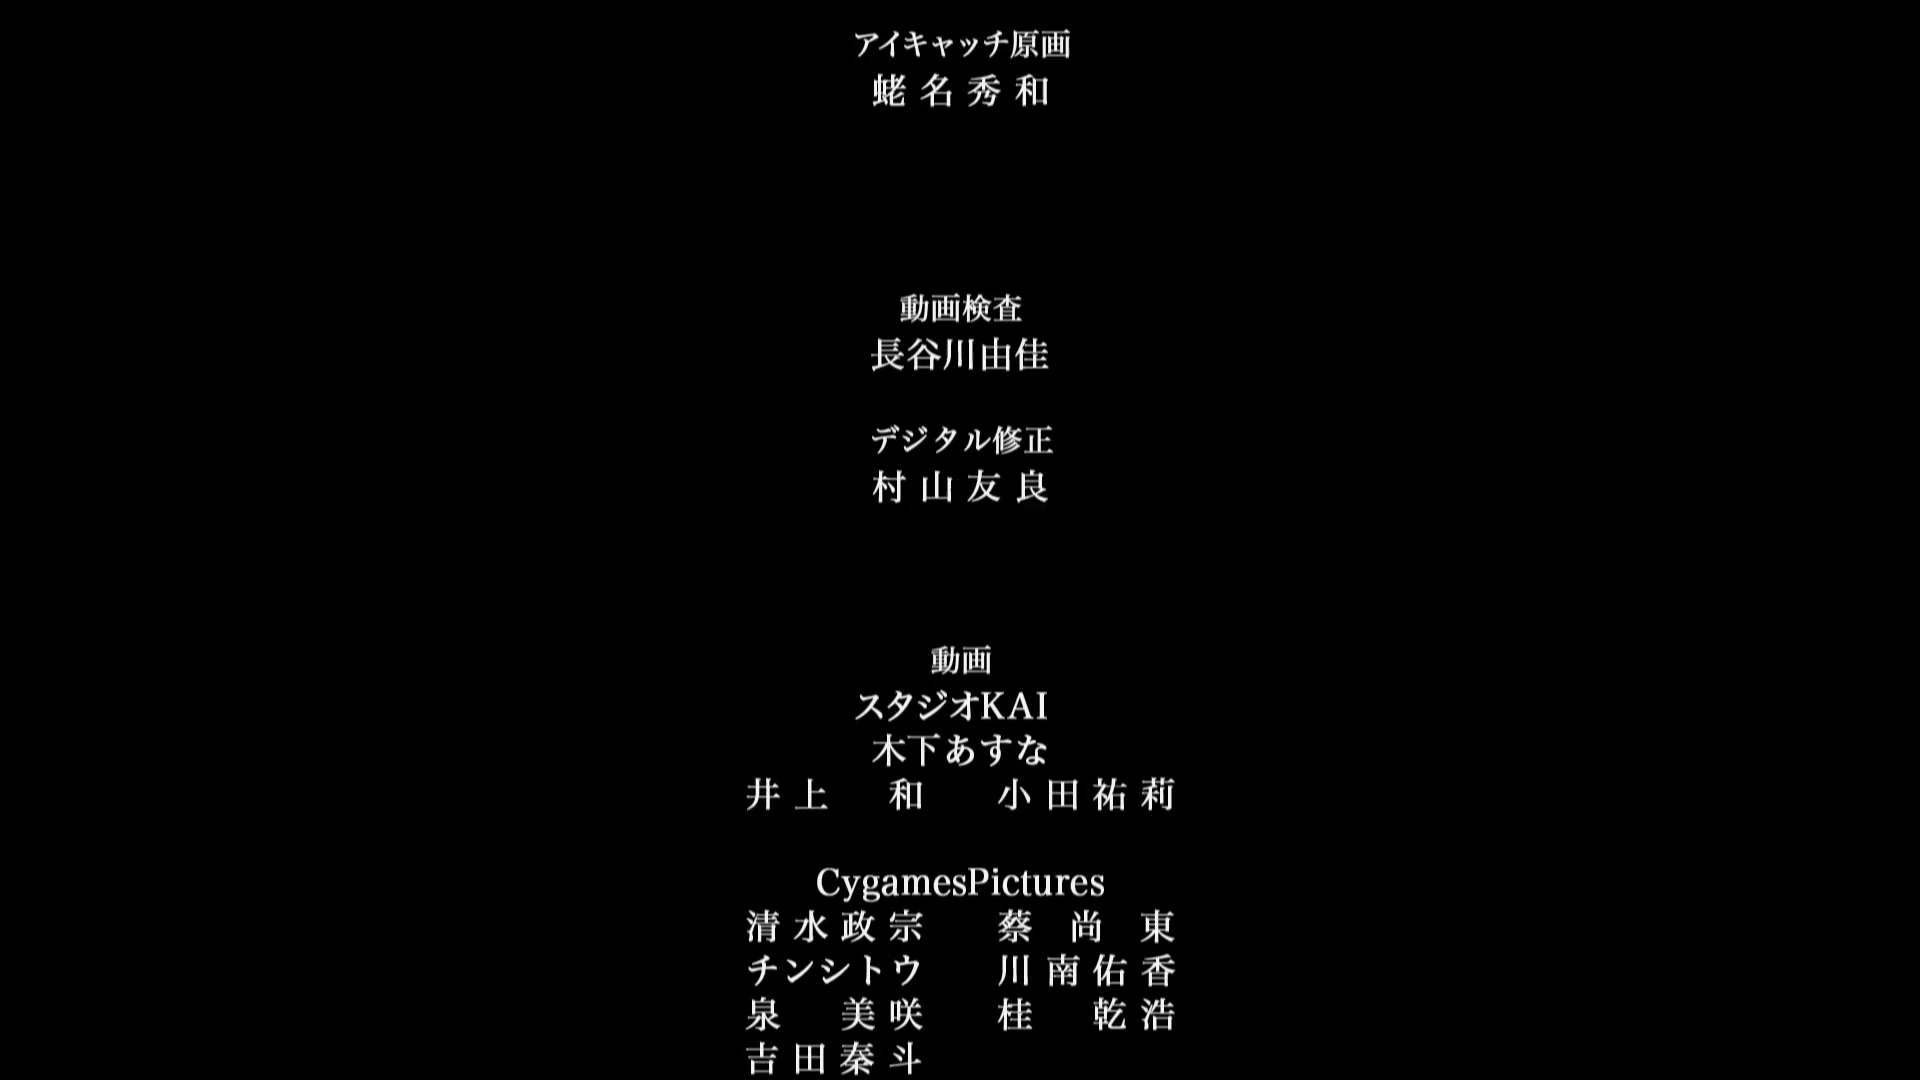 アイキャッチ原画
蛯名秀和
動画検査
長谷川由佳
デジタル修正
村山友良
動画
スタジオKAI
木下あすな
井上　和　小田祐莉
CygamesPictures
清水政宗　蔡尚東
チンシトウ　川南佑香
泉　美咲　桂　乾浩
吉田秦斗